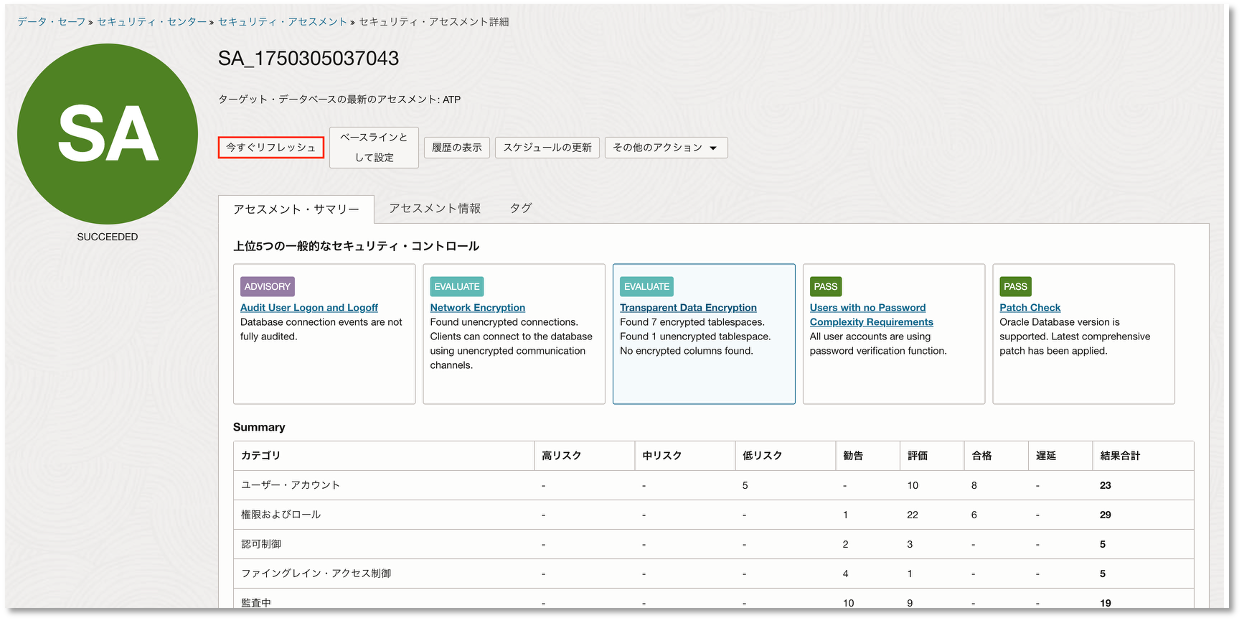 データ・セーフ » セキュリティ・センター » セキュリティ・アセスメント » セキュリティ・アセスメント詳細
SA
SUCCEEDED
SA_1750305037043
ターゲット・データベースの最新のアセスメント: ATP
今すぐリフレッシュ
ベースラインと
して設定
履歴の表示
スケジュールの更新
その他のアクション
アセスメント・サマリー
アセスメント情報
タグ
上位5つの一般的なセキュリティ・コントロール
ADVISORY
Audit User Logon and Logoff
Database connection events are not
fully audited.
EVALUATE
Network Encryption
Found unencrypted connections.
Clients can connect to the database
using unencrypted communication
channels.
EVALUATE
Transparent Data Encryption
Found 7 encrypted tablespaces.
Found 1 unencrypted tablespace.
No encrypted columns found.
PASS
Users with no Password
Complexity Requirements
All user accounts are using
password verification function.
PASS
Patch Check
Oracle Database version is
supported. Latest comprehensive
patch has been applied.
Summary
カテゴリ 高リスク 中リスク 低リスク 勧告 評価 合格 遅延 結果合計
ユーザー・アカウント - - 5 - 10 8 - 23
権限およびロール - - - 1 22 6 - 29
認可制御 - - - 2 3 - - 5
ファイングレイン・アクセス制御 - - - 4 1 - - 5
監査中 - - - 10 9 - - 19